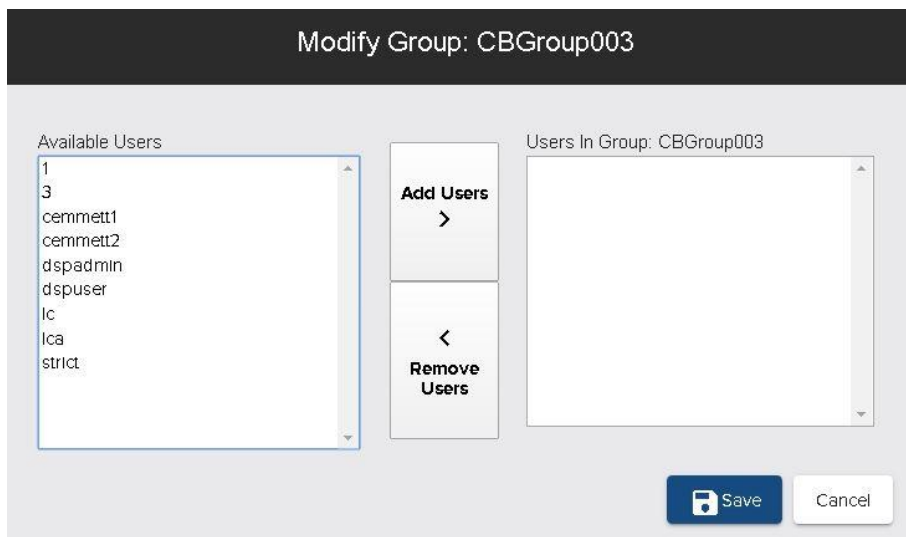 Modify Group: CBGroup003
Available Users
1
3
cemmett1
cemmett2
dspadmin
dspuser
lc
lca
strict
Add Users
>
<
Remove
Users
Users In Group: CBGroup003
Save
Cancel